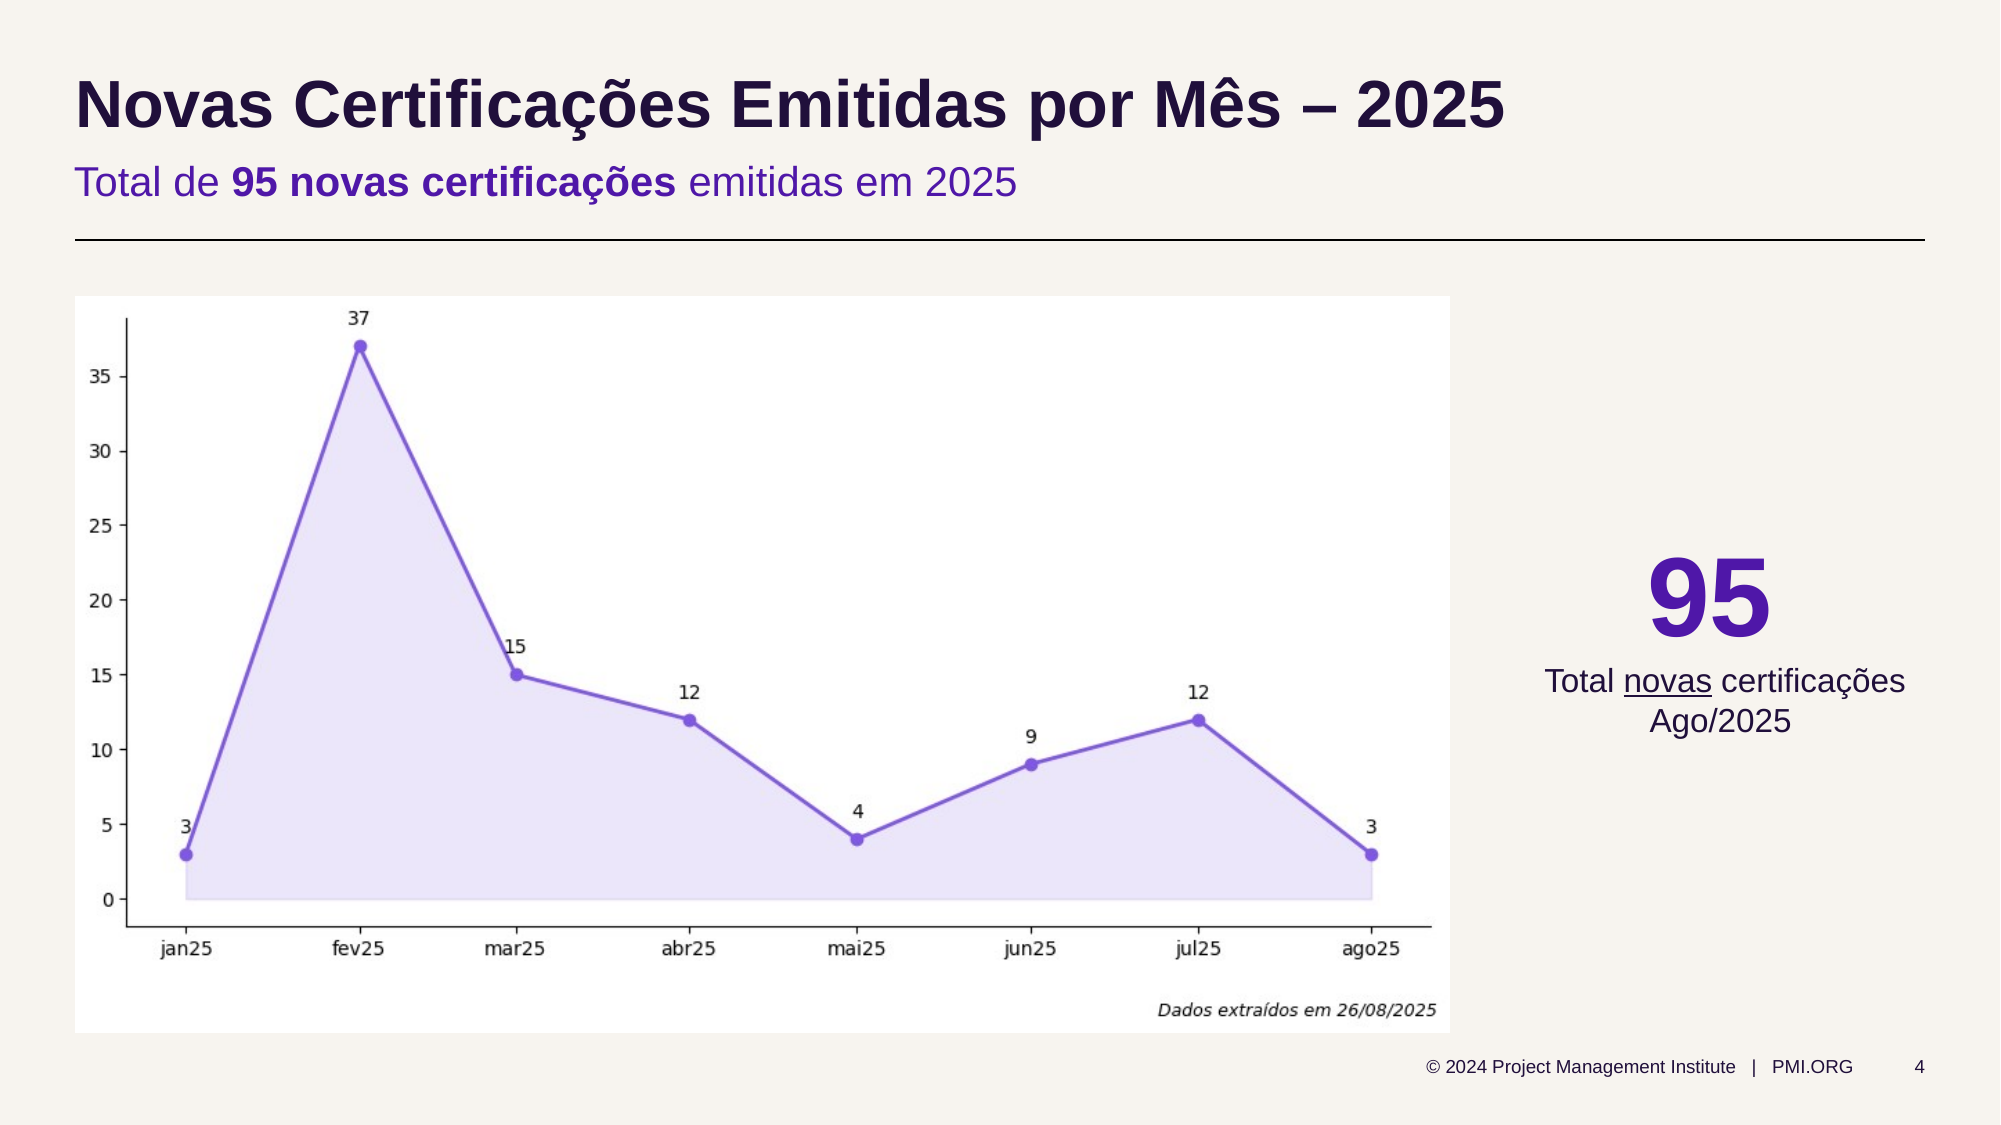 Novas Certificações Emitidas por Mês – 2025
Total de 95 novas certificações emitidas em 2025
37
35
30
25
20
15
15
12
12
10
9
4
5
3
3
0
jan25 fev25 mar25 abr25 mai25 jun25 jul25 ago25
Dados extraídos em 26/08/2025
95
Total novas certificações
Ago/2025
© 2024 Project Management Institute | PMI.ORG 4